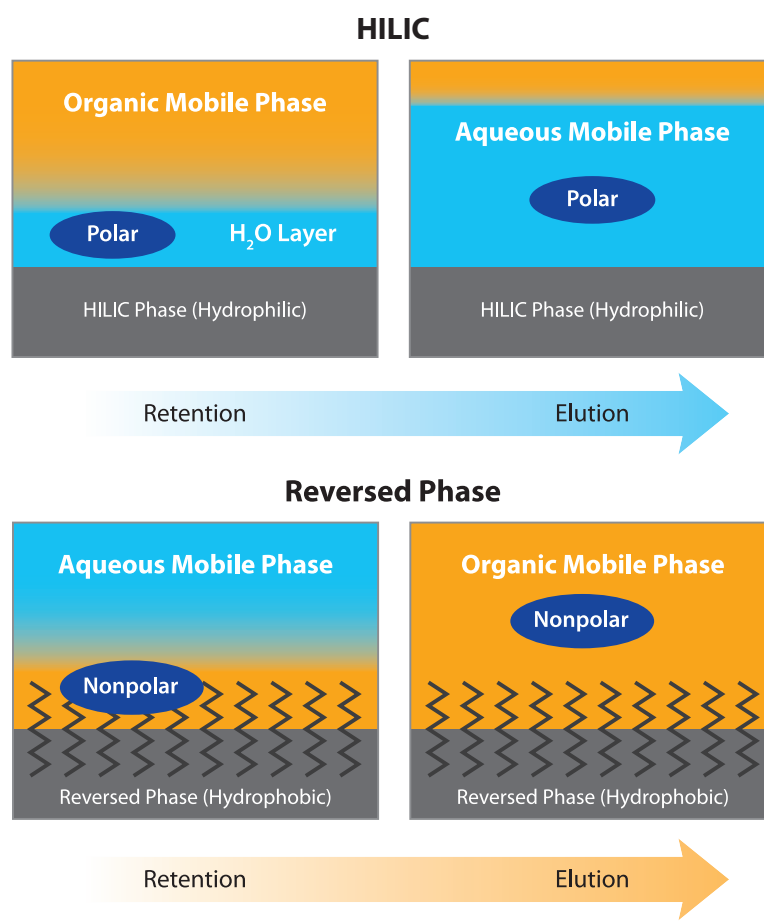 HILIC
Organic Mobile Phase
Polar
H₂O Layer
HILIC Phase (Hydrophilic)
Aqueous Mobile Phase
Polar
HILIC Phase (Hydrophilic)
Retention
Elution
Reversed Phase
Aqueous Mobile Phase
Nonpolar
Reversed Phase (Hydrophobic)
Organic Mobile Phase
Nonpolar
Reversed Phase (Hydrophobic)
Retention
Elution